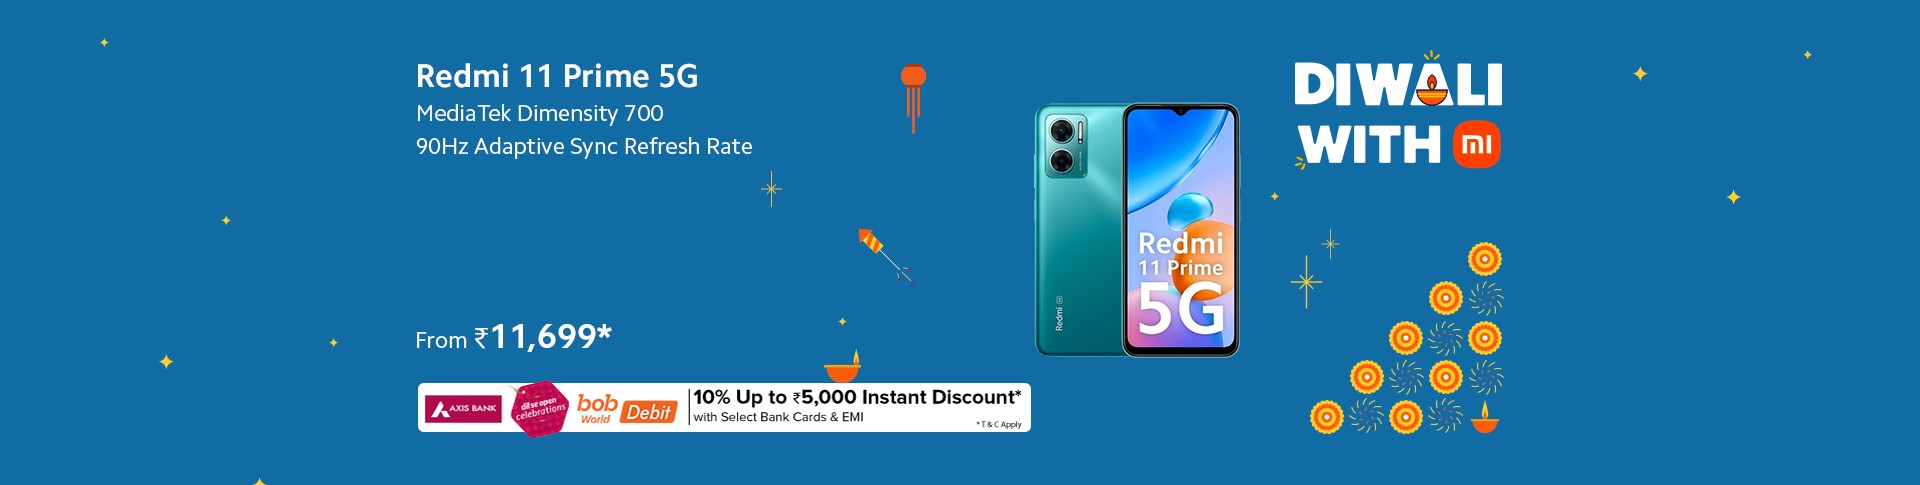 Redmi 11 Prime 5G
MediaTek Dimensity 700
90Hz Adaptive Sync Refresh Rate
From ₹11,699*
AXIS BANK
dil se open
celebrations
bob
World
Debit
10% Up to ₹5,000 Instant Discount*
with Select Bank Cards & EMI
*T & C Apply
Redmi
Redmi
11 Prime
5G
DIWALI
WITH mi